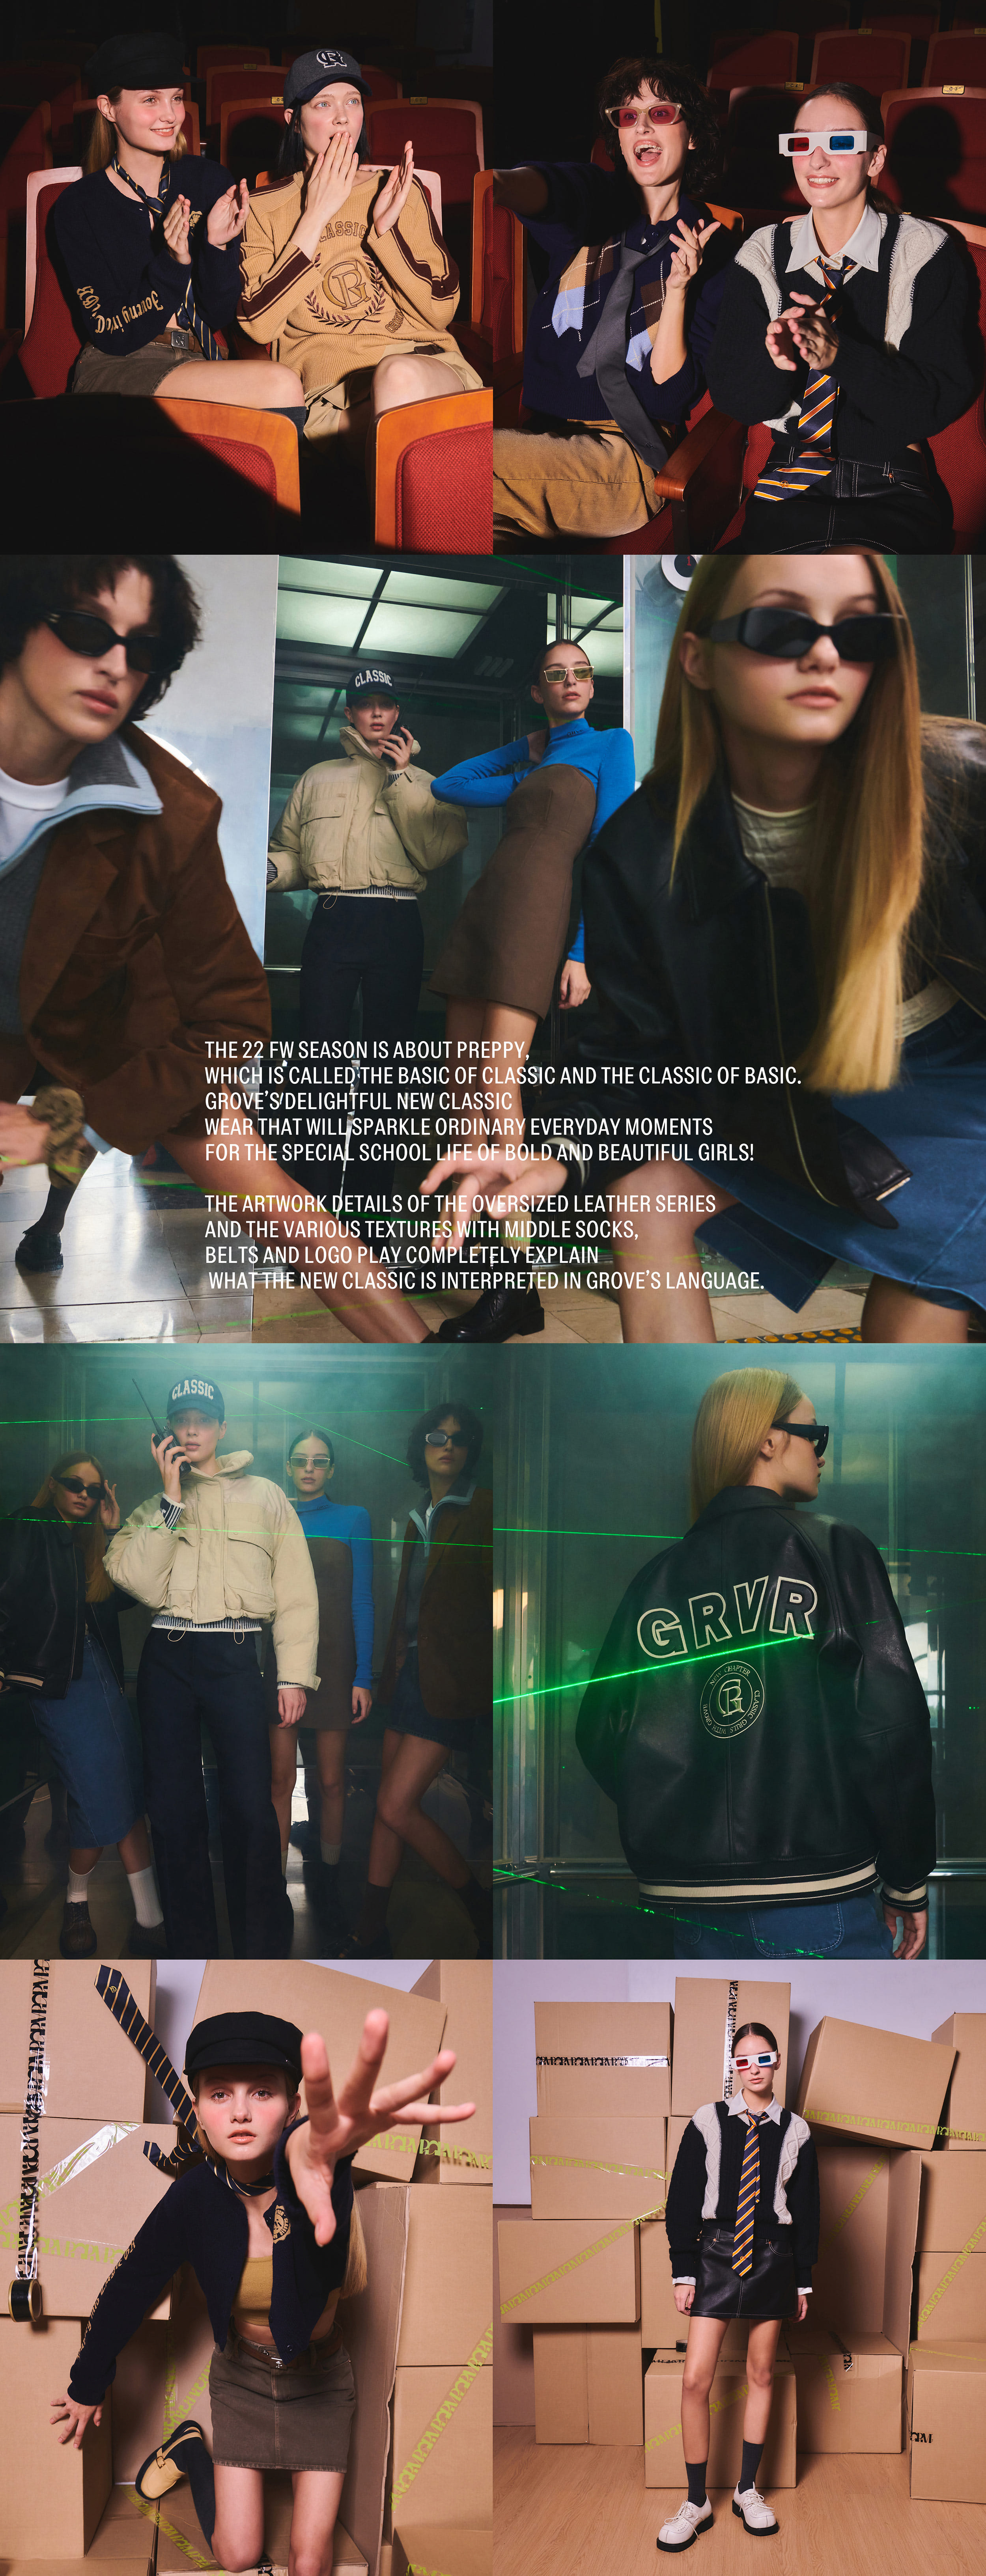 CLASSIC
CLASSIC
THE 22 FW SEASON IS ABOUT PREPPY,
WHICH IS CALLED THE BASIC OF CLASSIC AND THE CLASSIC OF BASIC.
GROVE'S DELIGHTFUL NEW CLASSIC
WEAR THAT WILL SPARKLE ORDINARY EVERYDAY MOMENTS
FOR THE SPECIAL SCHOOL LIFE OF BOLD AND BEAUTIFUL GIRLS!
THE ARTWORK DETAILS OF THE OVERSIZED LEATHER SERIES
AND THE VARIOUS TEXTURES WITH MIDDLE SOCKS,
BELTS AND LOGO PLAY COMPLETELY EXPLAIN
WHAT THE NEW CLASSIC IS INTERPRETED IN GROVE'S LANGUAGE.
CLASSIC
GRVR
NEW CHAPTER